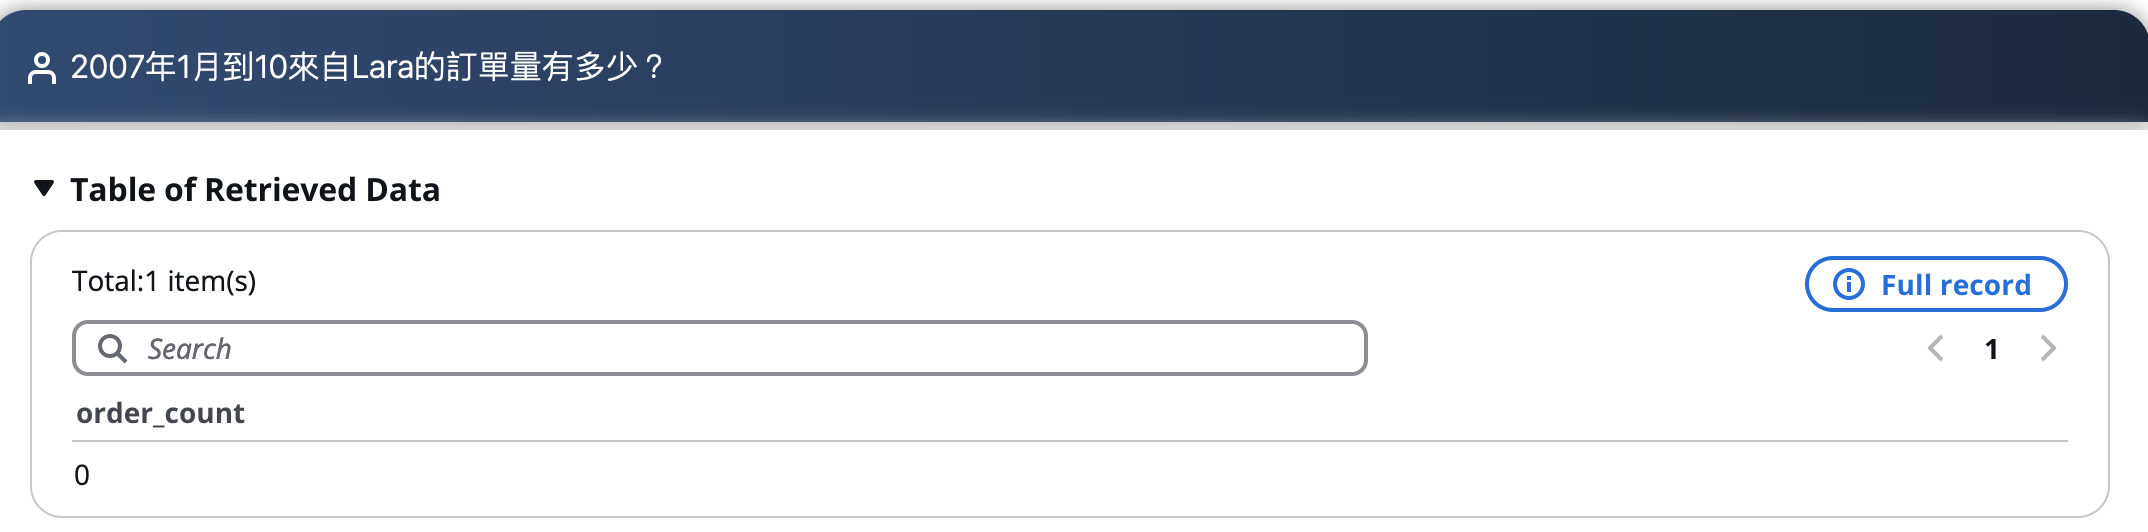 2007年1月到10來自Lara的訂單量有多少？
Table of Retrieved Data
Total:1 item(s)
Full record
Search
1
order_count
0